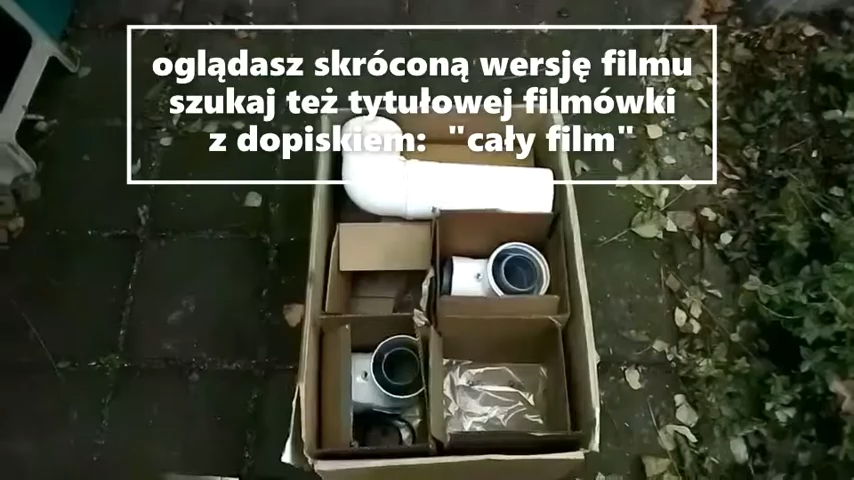 oglądasz skróconą wersję filmu
szukaj też tytułowej filmówki
z dopiskiem:  "cały film"